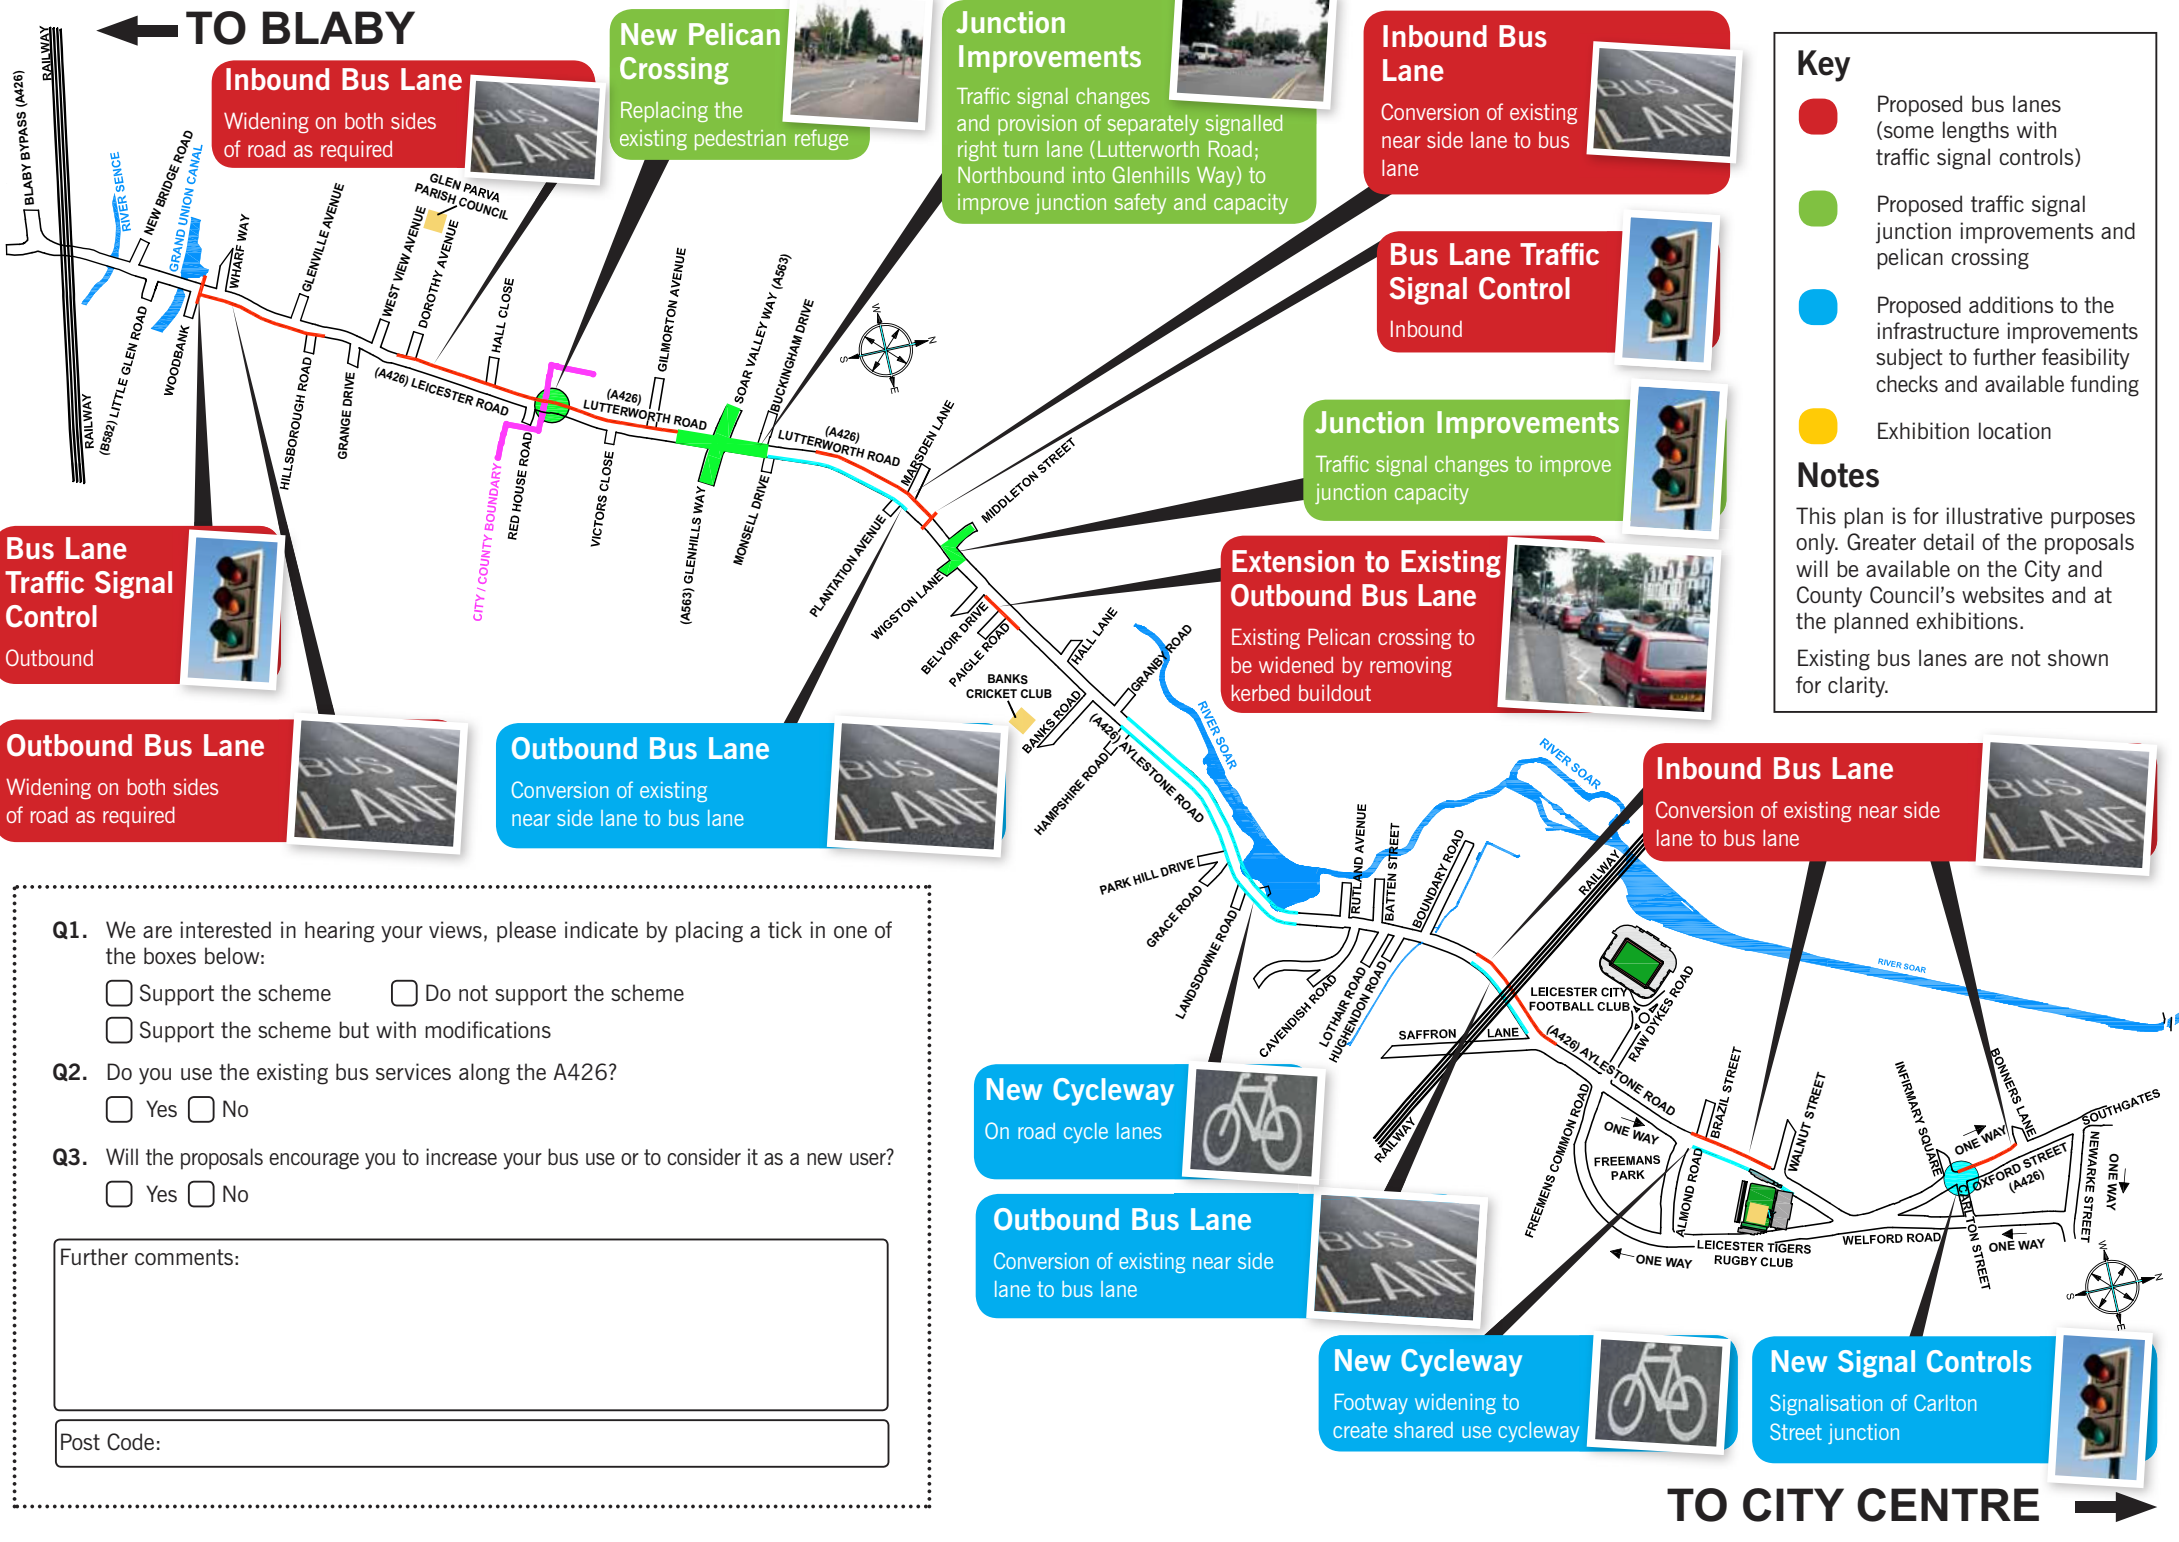 TO BLABY
Inbound Bus Lane
Widening on both sides
of road as required
New Pelican
Crossing
Replacing the
existing pedestrian refuge
Junction
Improvements
Traffic signal changes
and provision of separately signalled
right turn lane (Lutterworth Road;
Northbound into Glenhills Way) to
improve junction safety and capacity
Inbound Bus
Lane
Conversion of existing
near side lane to bus
lane
Bus Lane Traffic
Signal Control
Inbound
Junction Improvements
Traffic signal changes to improve
junction capacity
Extension to Existing
Outbound Bus Lane
Existing Pelican crossing to
be widened by removing
kerbed buildout
Key
Proposed bus lanes
(some lengths with
traffic signal controls)
Proposed traffic signal
junction improvements and
pelican crossing
Proposed additions to the
infrastructure improvements
subject to further feasibility
checks and available funding
Exhibition location
Notes
This plan is for illustrative purposes
only. Greater detail of the proposals
will be available on the City and
County Council's websites and at
the planned exhibitions.
Existing bus lanes are not shown
for clarity.
RAILWAY
BLABY BYPASS (A426)
RIVER SENCE
NEW BRIDGE ROAD
GRAND UNION CANAL
WHARF WAY
GLENVILLE AVENUE
WEST VIEW AVENUE
GLEN PARVA
PARISH COUNCIL
DOROTHY AVENUE
HALL CLOSE
GILMORTON AVENUE
SOAR VALLEY WAY (A563)
BUCKINGHAM DRIVE
RAILWAY
(B582) LITTLE GLEN ROAD
WOODBANK
HILLSBOROUGH ROAD
GRANGE DRIVE
(A426) LEICESTER ROAD
CITY / COUNTY BOUNDARY
RED HOUSE ROAD
VICTORS CLOSE
(A426)
LUTTERWORTH ROAD
(A563) GLENHILLS WAY
MONSELL DRIVE
(A426)
LUTTERWORTH ROAD
MARSDEN LANE
MIDDLETON STREET
PLANTATION AVENUE
WIGSTON LANE
BELVOIR DRIVE
PAIGLE ROAD
HALL LANE
GRANBY ROAD
BANKS
CRICKET CLUB
BANKS ROAD
HAMPSHIRE ROAD
(A426) AYLESTONE ROAD
RIVER SOAR
RIVER SOAR
RIVER SOAR
PARK HILL DRIVE
GRACE ROAD
LANDSDOWNE ROAD
RUTLAND AVENUE
BATTEN STREET
BOUNDARY ROAD
CAVENDISH ROAD
LOTHAIR ROAD
HUGHENDON ROAD
RAILWAY
RAILWAY
SAFFRON LANE
LEICESTER CITY
FOOTBALL CLUB
RAW DYKES ROAD
(A426) AYLESTONE ROAD
FREEMENS COMMON ROAD
ONE WAY
FREEMANS
PARK
ALMOND ROAD
BRAZIL STREET
WALNUT STREET
LEICESTER TIGERS
RUGBY CLUB
ONE WAY
WELFORD ROAD
INFIRMARY SQUARE
ONE WAY
BONNERS LANE
SOUTHGATES
OXFORD STREET
(A426)
NEWARKE STREET
ONE WAY
CARLTON STREET
ONE WAY
W
N
S
E
W
N
S
E
Bus Lane
Traffic Signal
Control
Outbound
Outbound Bus Lane
Widening on both sides
of road as required
Outbound Bus Lane
Conversion of existing
near side lane to bus lane
Inbound Bus Lane
Conversion of existing near side
lane to bus lane
New Cycleway
On road cycle lanes
Outbound Bus Lane
Conversion of existing near side
lane to bus lane
New Cycleway
Footway widening to
create shared use cycleway
New Signal Controls
Signalisation of Carlton
Street junction
BUS
LANE
BUS
LANE
BUS
LANE
BUS
LANE
BUS
LANE
BUS
LANE
Q1. We are interested in hearing your views, please indicate by placing a tick in one of
the boxes below:
Support the scheme Do not support the scheme
Support the scheme but with modifications
Q2. Do you use the existing bus services along the A426?
Yes No
Q3. Will the proposals encourage you to increase your bus use or to consider it as a new user?
Yes No
Further comments:
Post Code:
TO CITY CENTRE